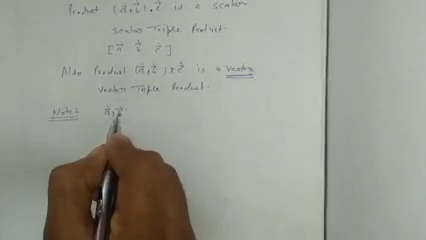 Product (a⃗ × b⃗) . c⃗ is a scalar
scalar Triple Product.
[a⃗ b⃗ c⃗]
Also Product (a⃗ × b⃗) × c⃗ is a vector
vector Triple Product.
Note: a⃗, b⃗